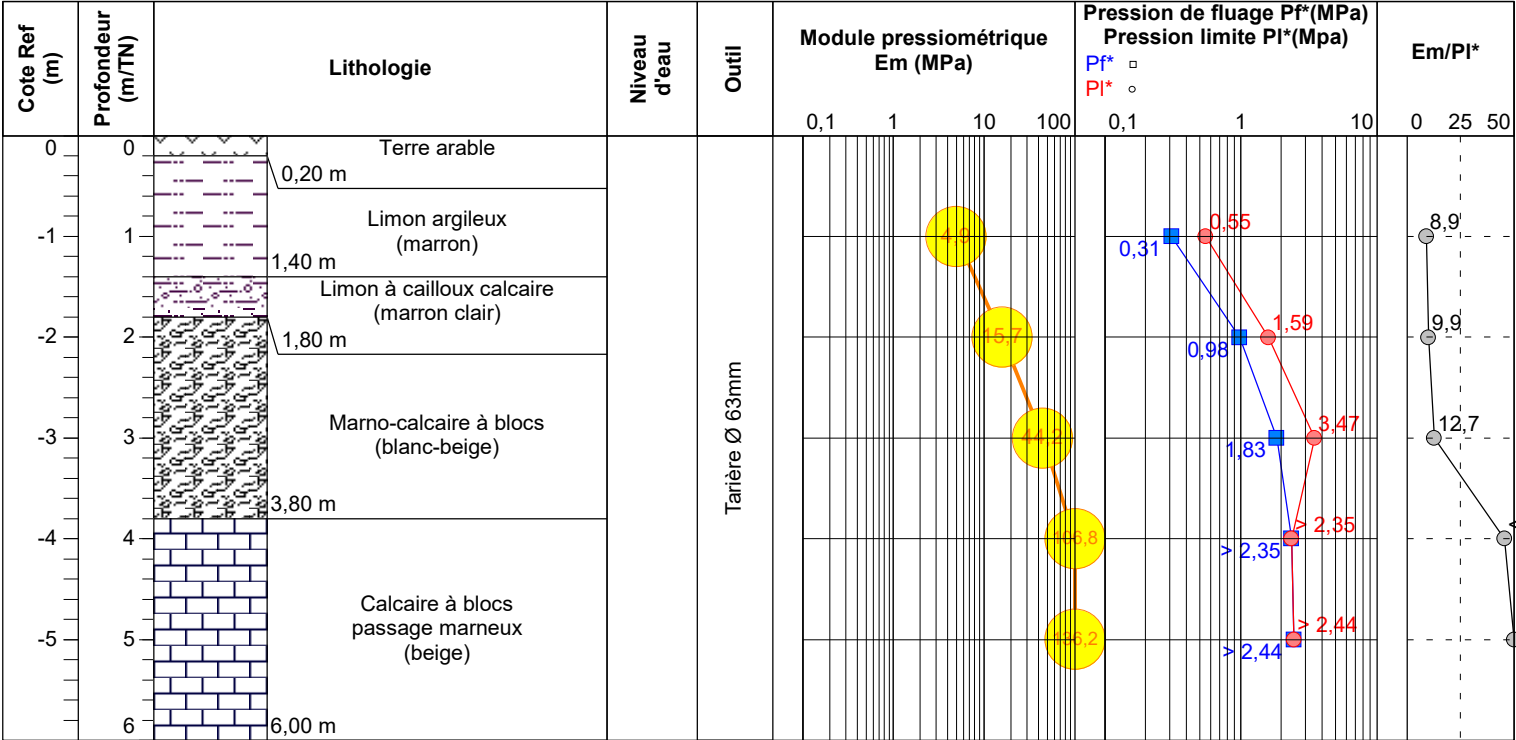 Cote Ref
(m)
Profondeur
(m/TN)
Lithologie
Niveau
d'eau
Outil
Module pressiométrique
Em (MPa)
0,1 1 10 100
Pression de fluage Pf*(MPa)
Pression limite Pl*(Mpa)
Pf*
Pl*
0,1 1 10
Em/Pl*
0 25 50
0 0
Terre arable
0,20 m
Limon argileux
(marron)
-1 1
1,40 m
Limon à cailloux calcaire
(marron clair)
-2 2
1,80 m
Marno-calcaire à blocs
(blanc-beige)
-3 3
3,80 m
-4 4
Calcaire à blocs
passage marneux
(beige)
-5 5
6
6,00 m
Tarière Ø 63mm
4,9
15,7
44,2
106,8
136,2
0,31
0,55
0,98
1,59
1,83
3,47
> 2,35
> 2,35
> 2,44
> 2,44
8,9
9,9
12,7
<